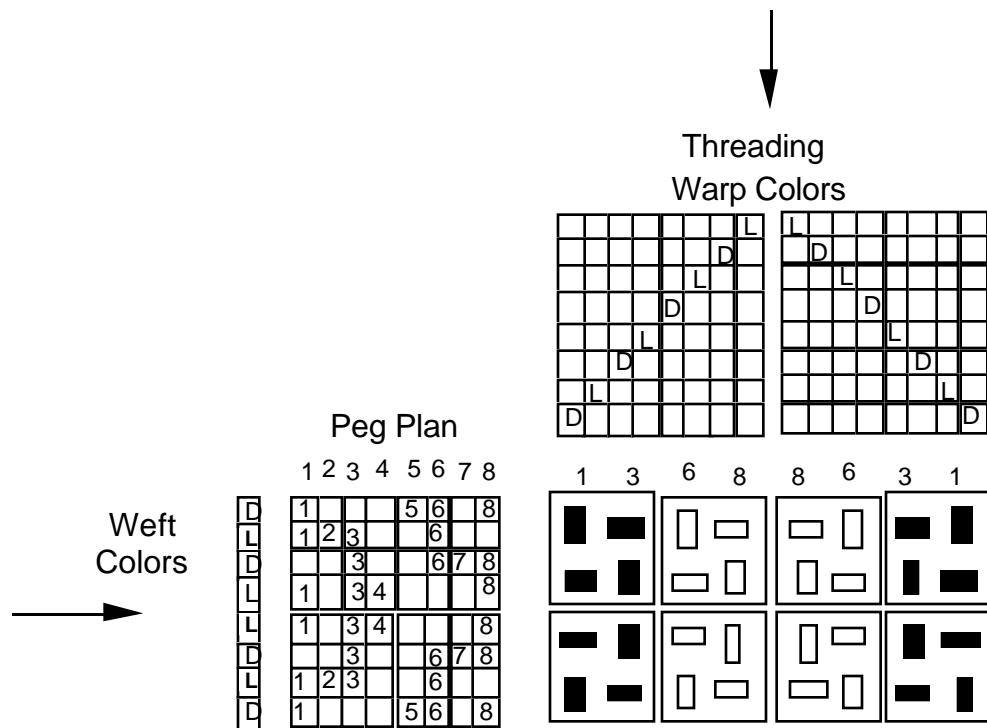 Threading
Warp Colors
L L
D D
L L
D D
L L
D D
L L
D D
Peg Plan
1 2 3 4 5 6 7 8
1 3 6 8 8 6 3 1
Weft
Colors
D 1 5 6 8
L 1 2 3 6
D 3 6 7 8
L 1 3 4 8
L 1 3 4 8
D 3 6 7 8
L 1 2 3 6
D 1 5 6 8